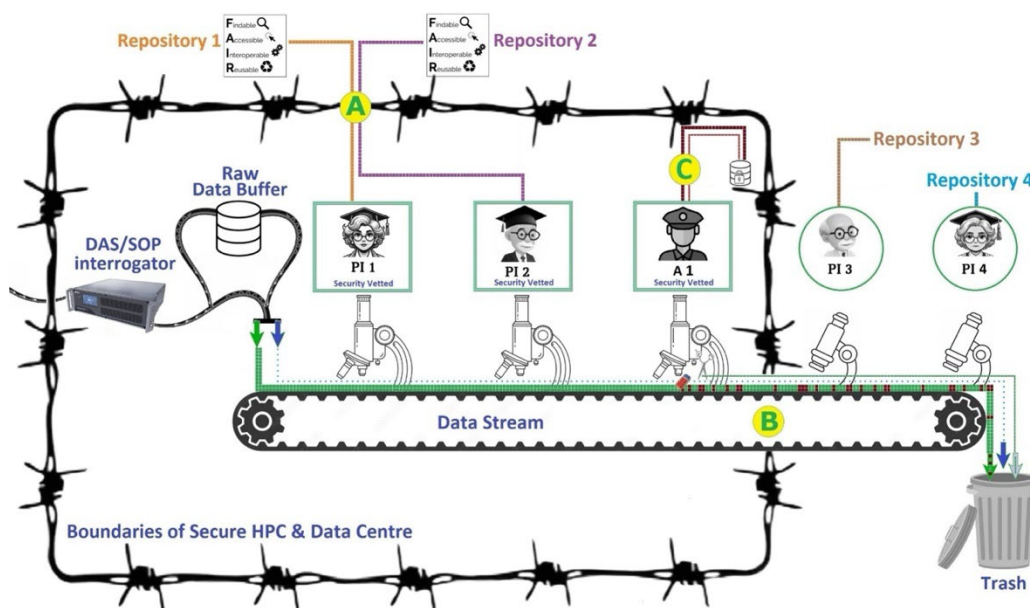 Repository 1
Findable
Accessible
Interoperable
Reusable
Findable
Accessible
Interoperable
Reusable
Repository 2
A
Raw
Data Buffer
DAS/SOP
interrogator
PI 1
Security Vetted
PI 2
Security Vetted
C
A 1
Security Vetted
Repository 3
PI 3
Repository 4
PI 4
Data Stream
B
Boundaries of Secure HPC & Data Centre
Trash